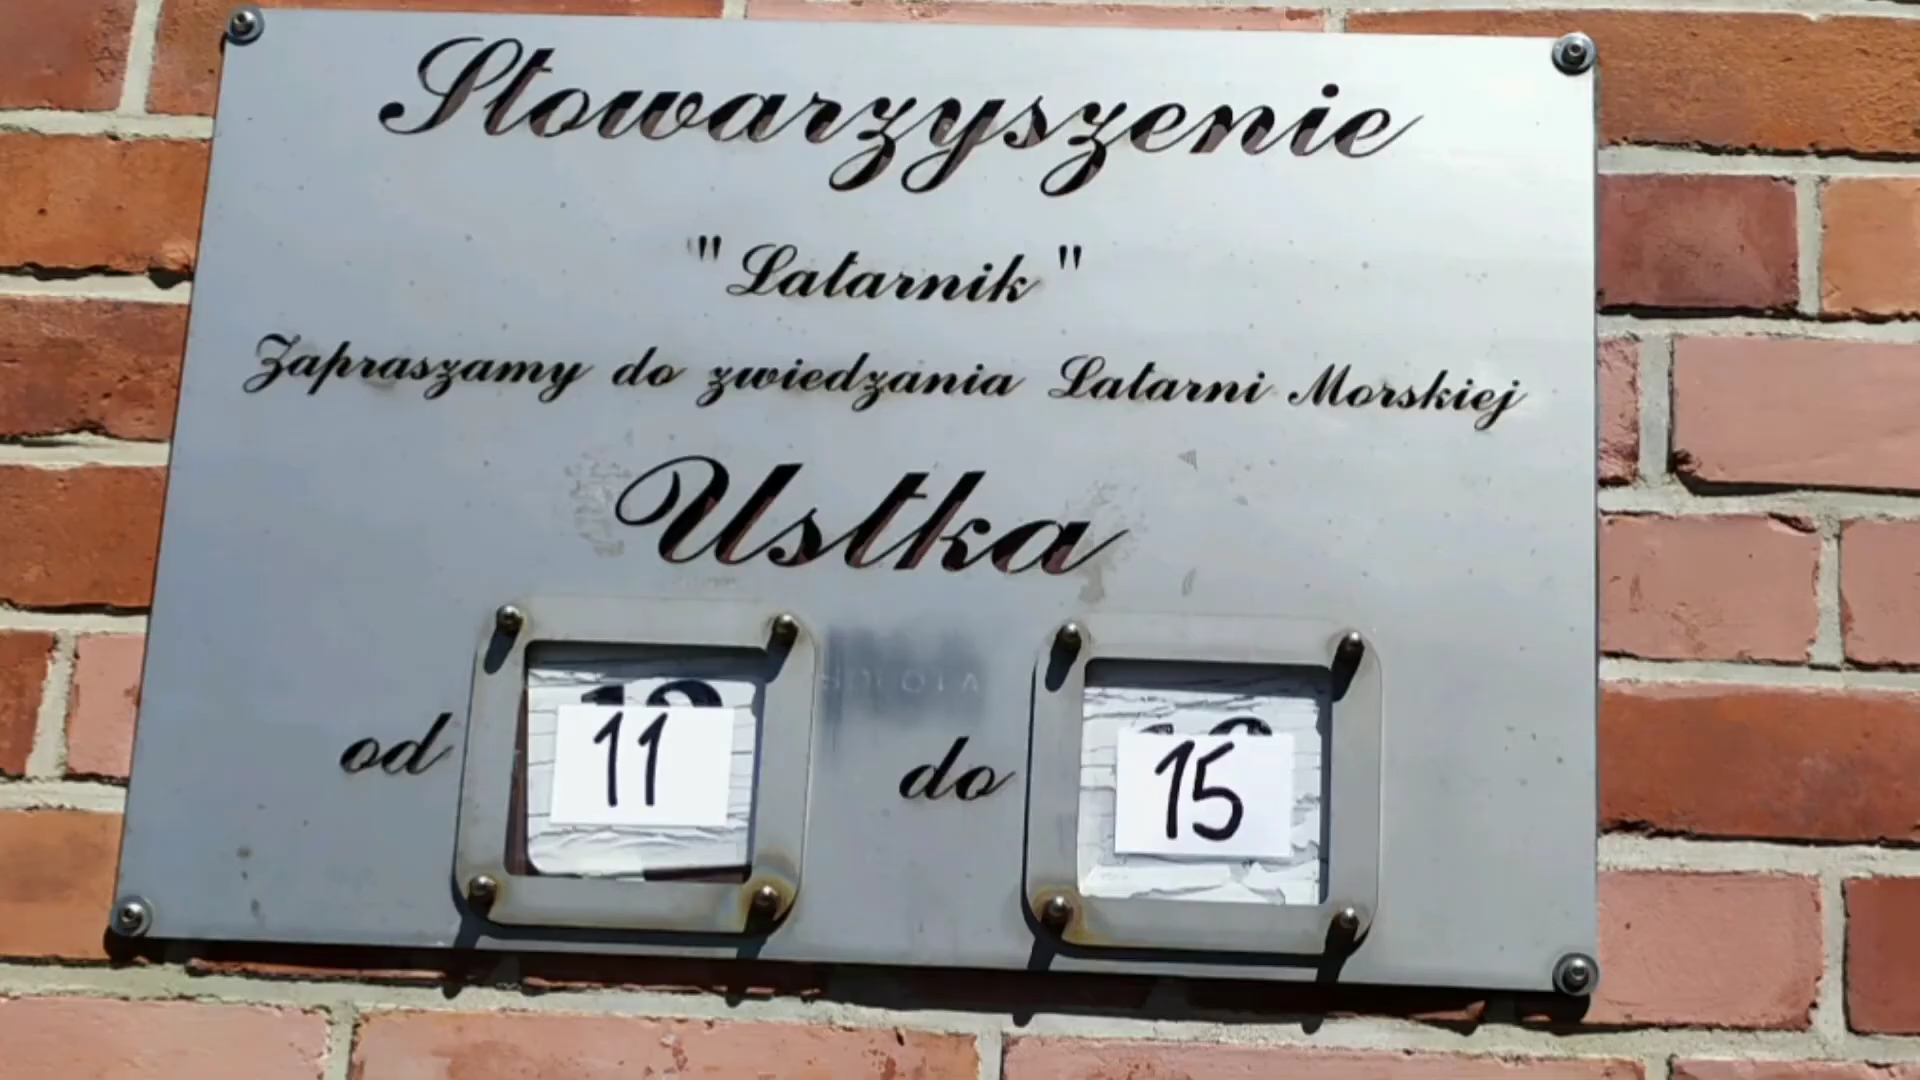 Stowarzyszenie
"Latarnik"
Zapraszamy do zwiedzania Latarni Morskiej
Ustka
od 11 do 15